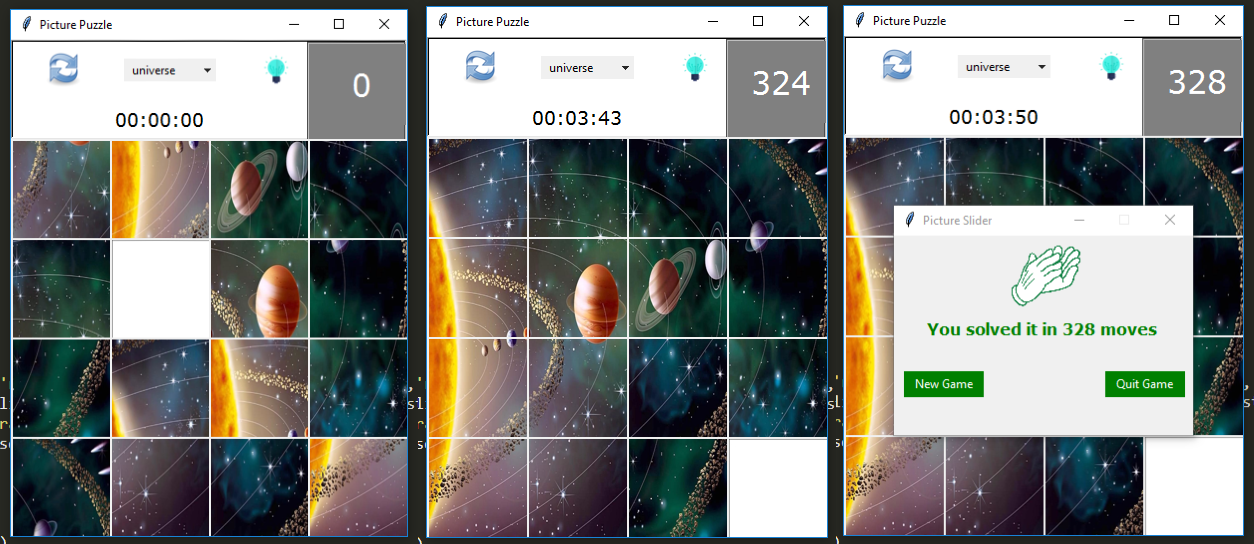 Picture Puzzle
universe
0
00:00:00
Picture Puzzle
universe
324
00:03:43
Picture Puzzle
universe
328
00:03:50
Picture Slider
You solved it in 328 moves
New Game
Quit Game